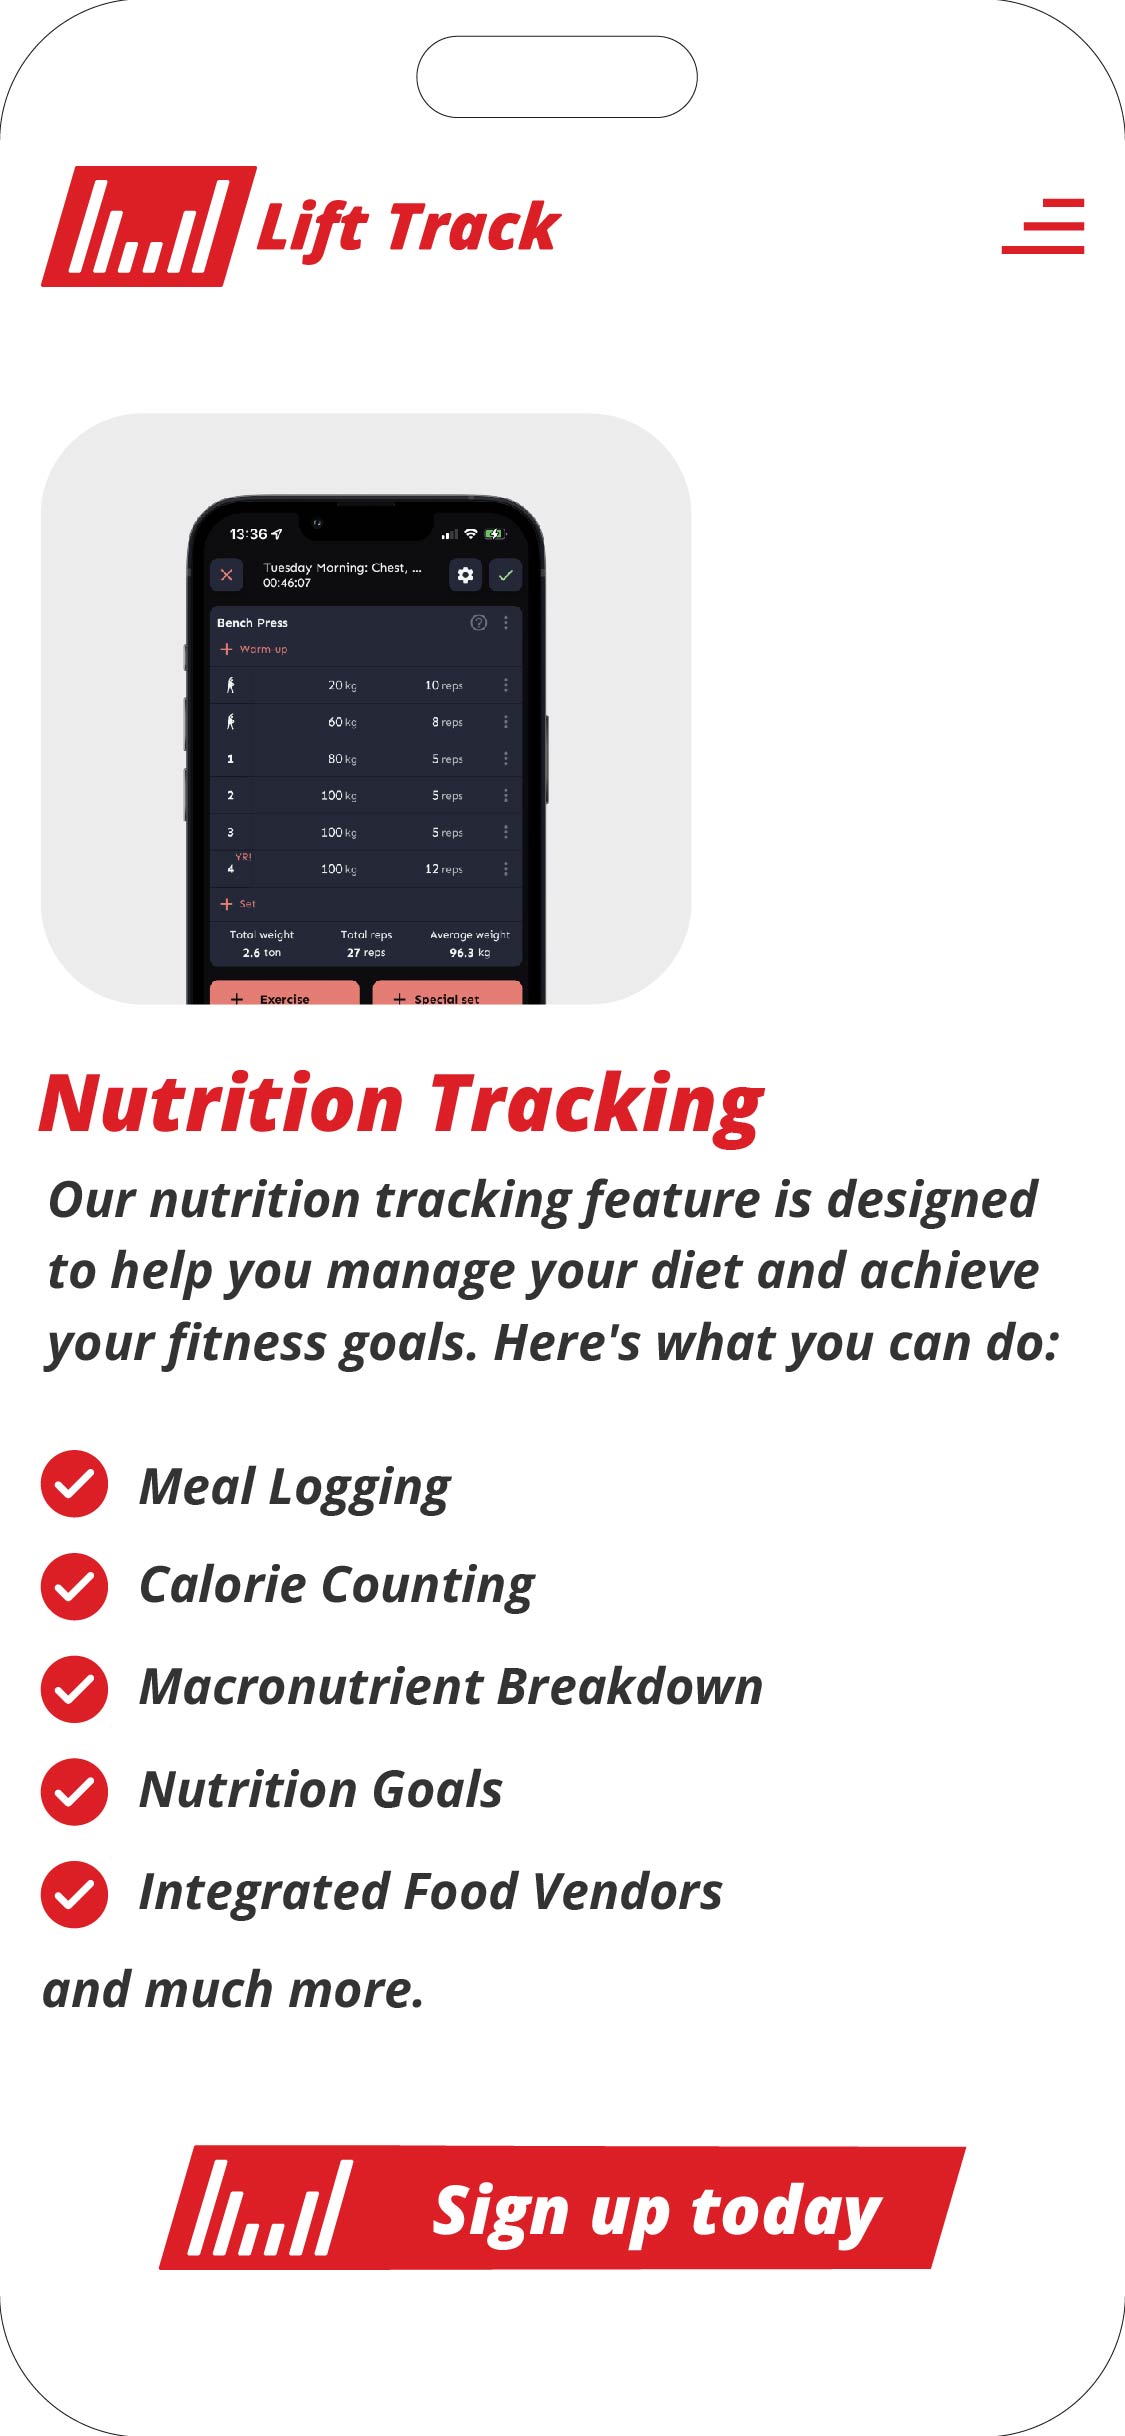 Lift Track
13:36
Tuesday Morning: Chest, ...
00:46:07
Bench Press
+ Warm-up
20 kg 10 reps
60 kg 8 reps
1 80 kg 5 reps
2 100 kg 5 reps
3 100 kg 5 reps
YR!
4 100 kg 12 reps
+ Set
Total weight Total reps Average weight
2.6 ton 27 reps 96.3 kg
+ Exercise + Special set
Nutrition Tracking
Our nutrition tracking feature is designed
to help you manage your diet and achieve
your fitness goals. Here's what you can do:
Meal Logging
Calorie Counting
Macronutrient Breakdown
Nutrition Goals
Integrated Food Vendors
and much more.
Sign up today